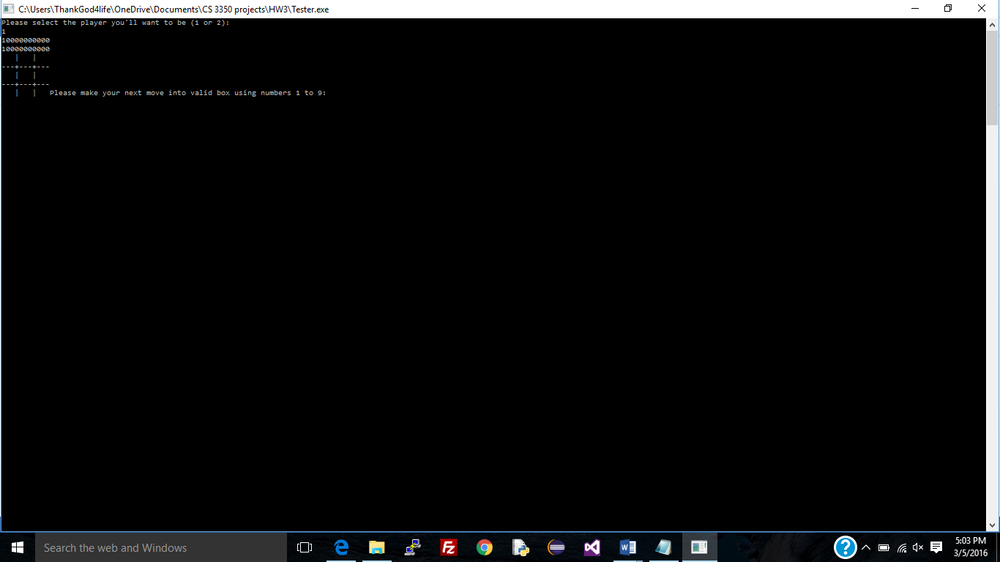 C:\Users\ThankGod4life\OneDrive\Documents\CS 3350 projects\HW3\Tester.exe
Please select the player you'll want to be (1 or 2):
1
10000000000
10000000000
   |   |
---+---+---
   |   |
---+---+---
   |   |   Please make your next move into valid box using numbers 1 to 9:
Search the web and Windows
5:03 PM
3/5/2016